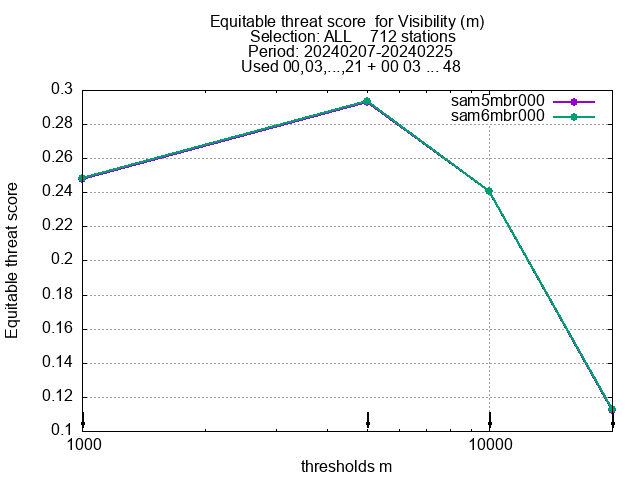 Equitable threat score  for Visibility (m)
Selection: ALL    712 stations
Period: 20240207-20240225
Used 00,03,...,21 + 00 03 ... 48
sam5mbr000
sam6mbr000
0.3
0.28
0.26
0.24
0.22
0.2
0.18
0.16
0.14
0.12
0.1
Equitable threat score
1000
10000
thresholds m